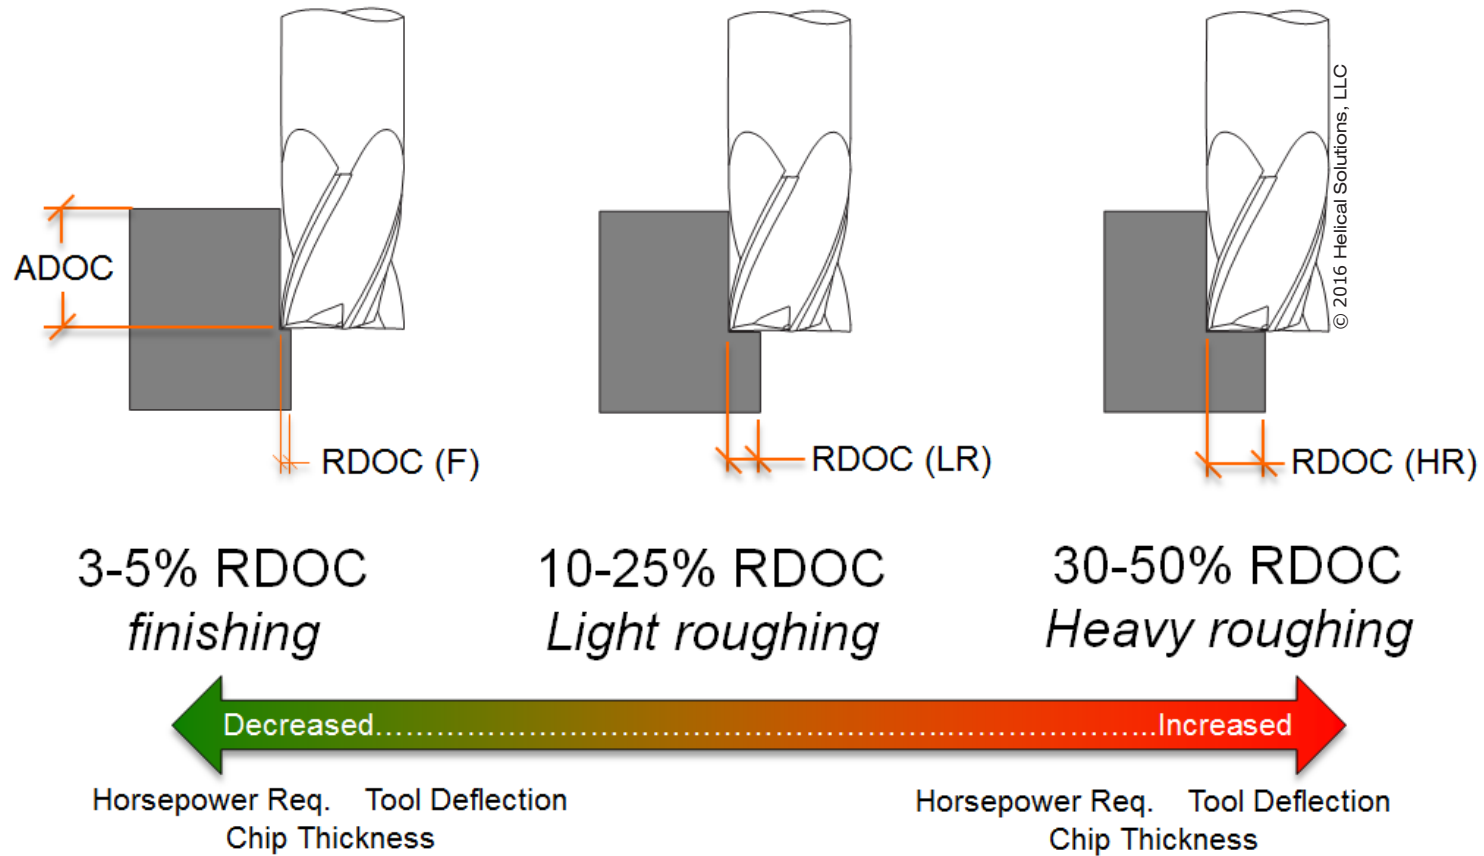 ADOC
RDOC (F)
RDOC (LR)
RDOC (HR)
© 2016 Helical Solutions, LLC
3-5% RDOC
finishing
10-25% RDOC
Light roughing
30-50% RDOC
Heavy roughing
Decreased............................................................................................Increased
Horsepower Req. Tool Deflection
Chip Thickness
Horsepower Req. Tool Deflection
Chip Thickness